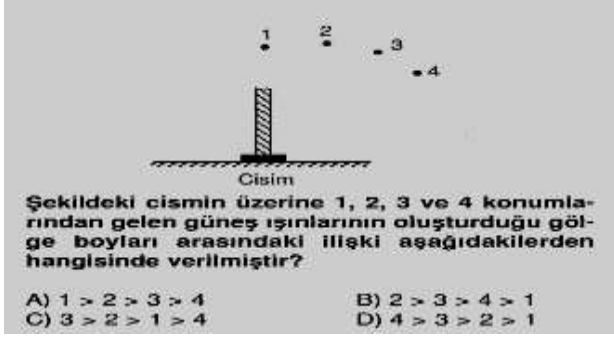 1
2
3
4
Cisim
Şekildeki cismin üzerine 1, 2, 3 ve 4 konumla-
rından gelen güneş ışınlarının oluşturduğu göl-
ge boyları arasındaki ilişki aşağıdakilerden
hangisinde verilmiştir?
A) 1 > 2 > 3 > 4 B) 2 > 3 > 4 > 1
C) 3 > 2 > 1 > 4 D) 4 > 3 > 2 > 1